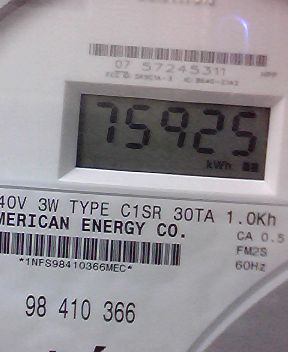 07 57245311
75925
kWh
40V 3W TYPE C1SR 30TA 1.0Kh
MERICAN ENERGY CO.
CA 0.5
FM2S
*1NFS98410366MEC*
60Hz
98 410 366